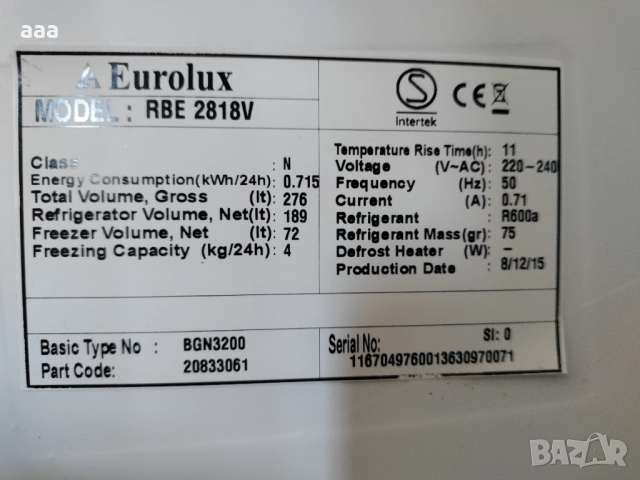 aaa
Eurolux
MODEL : RBE 2818V
S
Intertek
CE
Class : N
Energy Consumption(kWh/24h): 0.715
Total Volume, Gross (lt): 276
Refrigerator Volume, Net(lt): 189
Freezer Volume, Net (lt): 72
Freezing Capacity (kg/24h): 4
Temperature Rise Time(h): 11
Voltage (V~AC): 220-240
Frequency (Hz): 50
Current (A): 0.71
Refrigerant : R600a
Refrigerant Mass(gr): 75
Defrost Heater (W): -
Production Date : 8/12/15
Basic Type No : BGN3200
Part Code: 20833061
SI: 0
Serial No:
1167049760013630970071
BAZAR
bg